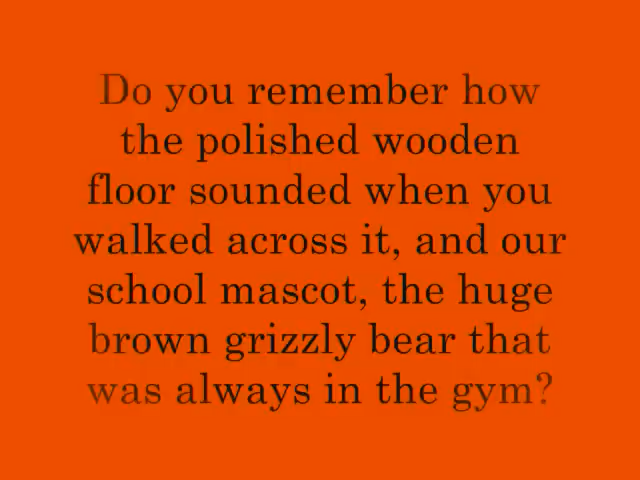 Do you remember how
the polished wooden
floor sounded when you
walked across it, and our
school mascot, the huge
brown grizzly bear that
was always in the gym?